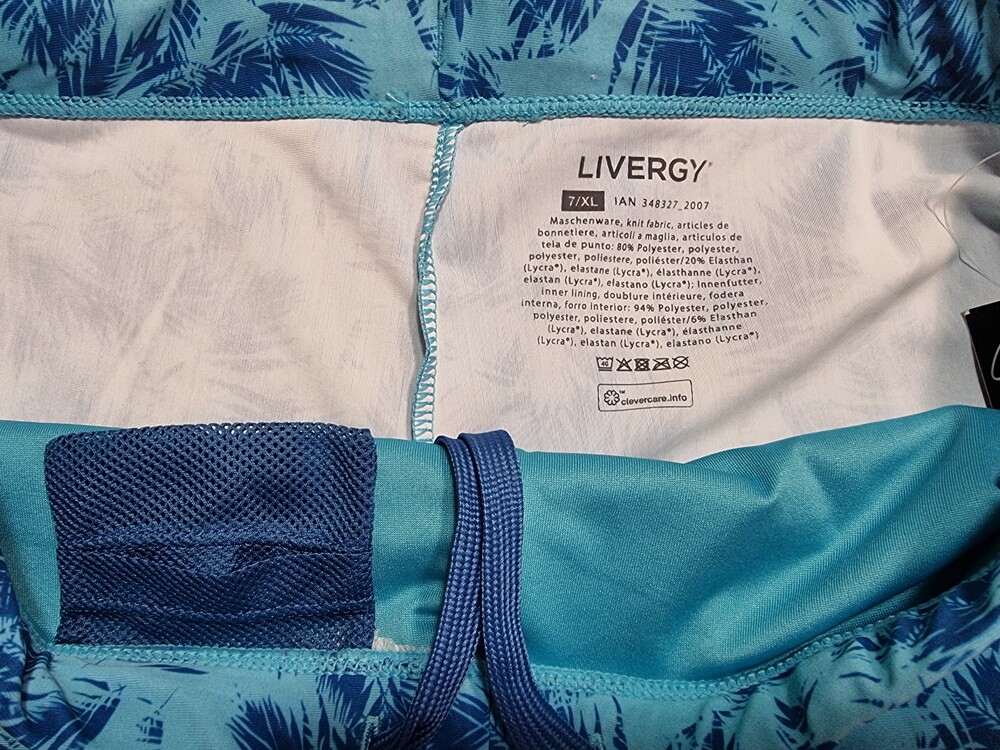 LIVERGY®
7/XL IAN 348327_2007
Maschenware, knit fabric, articles de
bonnetiere, articoli a maglia, articulos de
tela de punto: 80% Polyester, polyester,
polyester, poliestere, poliéster/20% Elasthan
(Lycra®), elastane (Lycra®), élasthanne (Lycra®),
elastan (Lycra®), elastano (Lycra®); Innenfutter,
inner lining, doublure intérieure, fodera
interna, forro interior: 94% Polyester, polyester,
polyester, poliestere, poliéster/6% Elasthan
(Lycra®), elastane (Lycra®), élasthanne
(Lycra®), elastan (Lycra®), elastano (Lycra®)
40
™ clevercare.info